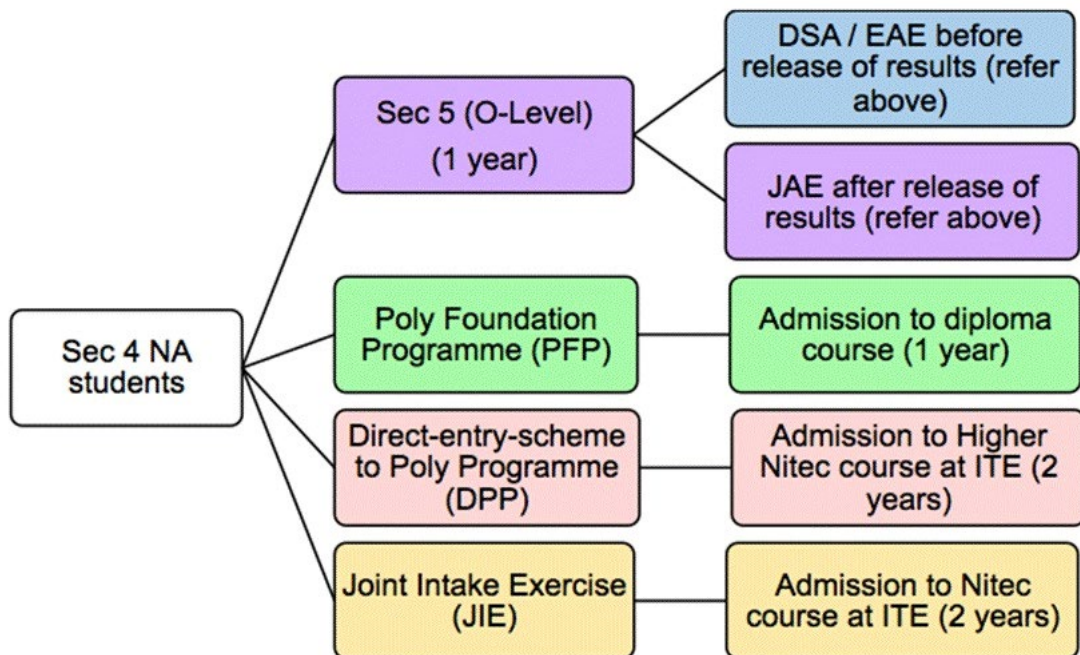 Sec 4 NA
students
Sec 5 (O-Level)
(1 year)
DSA / EAE before
release of results (refer
above)
JAE after release of
results (refer above)
Poly Foundation
Programme (PFP)
Admission to diploma
course (1 year)
Direct-entry-scheme
to Poly Programme
(DPP)
Admission to Higher
Nitec course at ITE (2
years)
Joint Intake Exercise
(JIE)
Admission to Nitec
course at ITE (2 years)